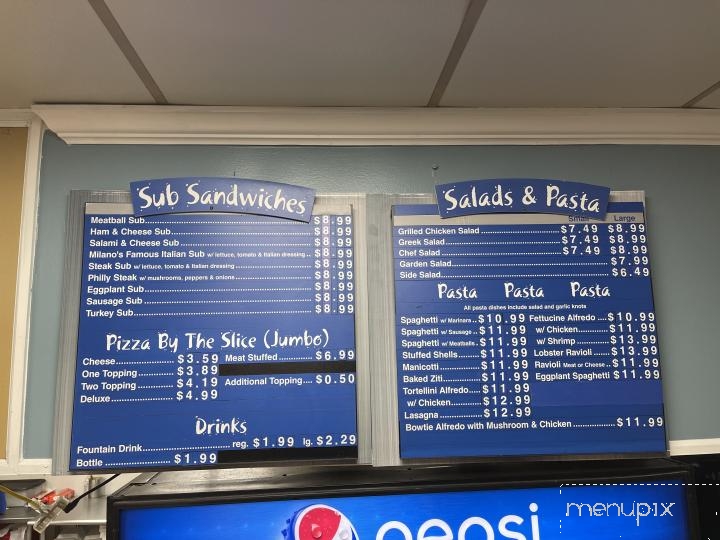 Sub Sandwiches
Meatball Sub $8.99
Ham & Cheese Sub $8.99
Salami & Cheese Sub $8.99
Milano's Famous Italian Sub w/ lettuce, tomato & Italian dressing $8.99
Steak Sub w/ lettuce, tomato & Italian dressing $8.99
Philly Steak w/ mushrooms, peppers & onions $8.99
Eggplant Sub $8.99
Sausage Sub $8.99
Turkey Sub $8.99
Pizza By The Slice (Jumbo)
Cheese $3.59
One Topping $3.89
Two Topping $4.19
Deluxe $4.99
Meat Stuffed $6.99
Additional Topping $0.50
Drinks
Fountain Drink reg. $1.99 lg. $2.29
Bottle $1.99
Salads & Pasta
Small Large
Grilled Chicken Salad $7.49 $8.99
Greek Salad $7.49 $8.99
Chef Salad $7.49 $8.99
Garden Salad $7.99
Side Salad $6.49
Pasta Pasta Pasta
All pasta dishes include salad and garlic knots
Spaghetti w/ Marinara $10.99
Spaghetti w/ Sausage $11.99
Spaghetti w/ Meatballs $11.99
Stuffed Shells $11.99
Manicotti $11.99
Baked Ziti $11.99
Tortellini Alfredo $11.99
w/ Chicken $12.99
Lasagna $12.99
Fettucine Alfredo $10.99
w/ Chicken $11.99
w/ Shrimp $13.99
Lobster Ravioli $13.99
Ravioli Meat or Cheese $11.99
Eggplant Spaghetti $11.99
Bowtie Alfredo with Mushroom & Chicken $11.99
pepsi
menupix